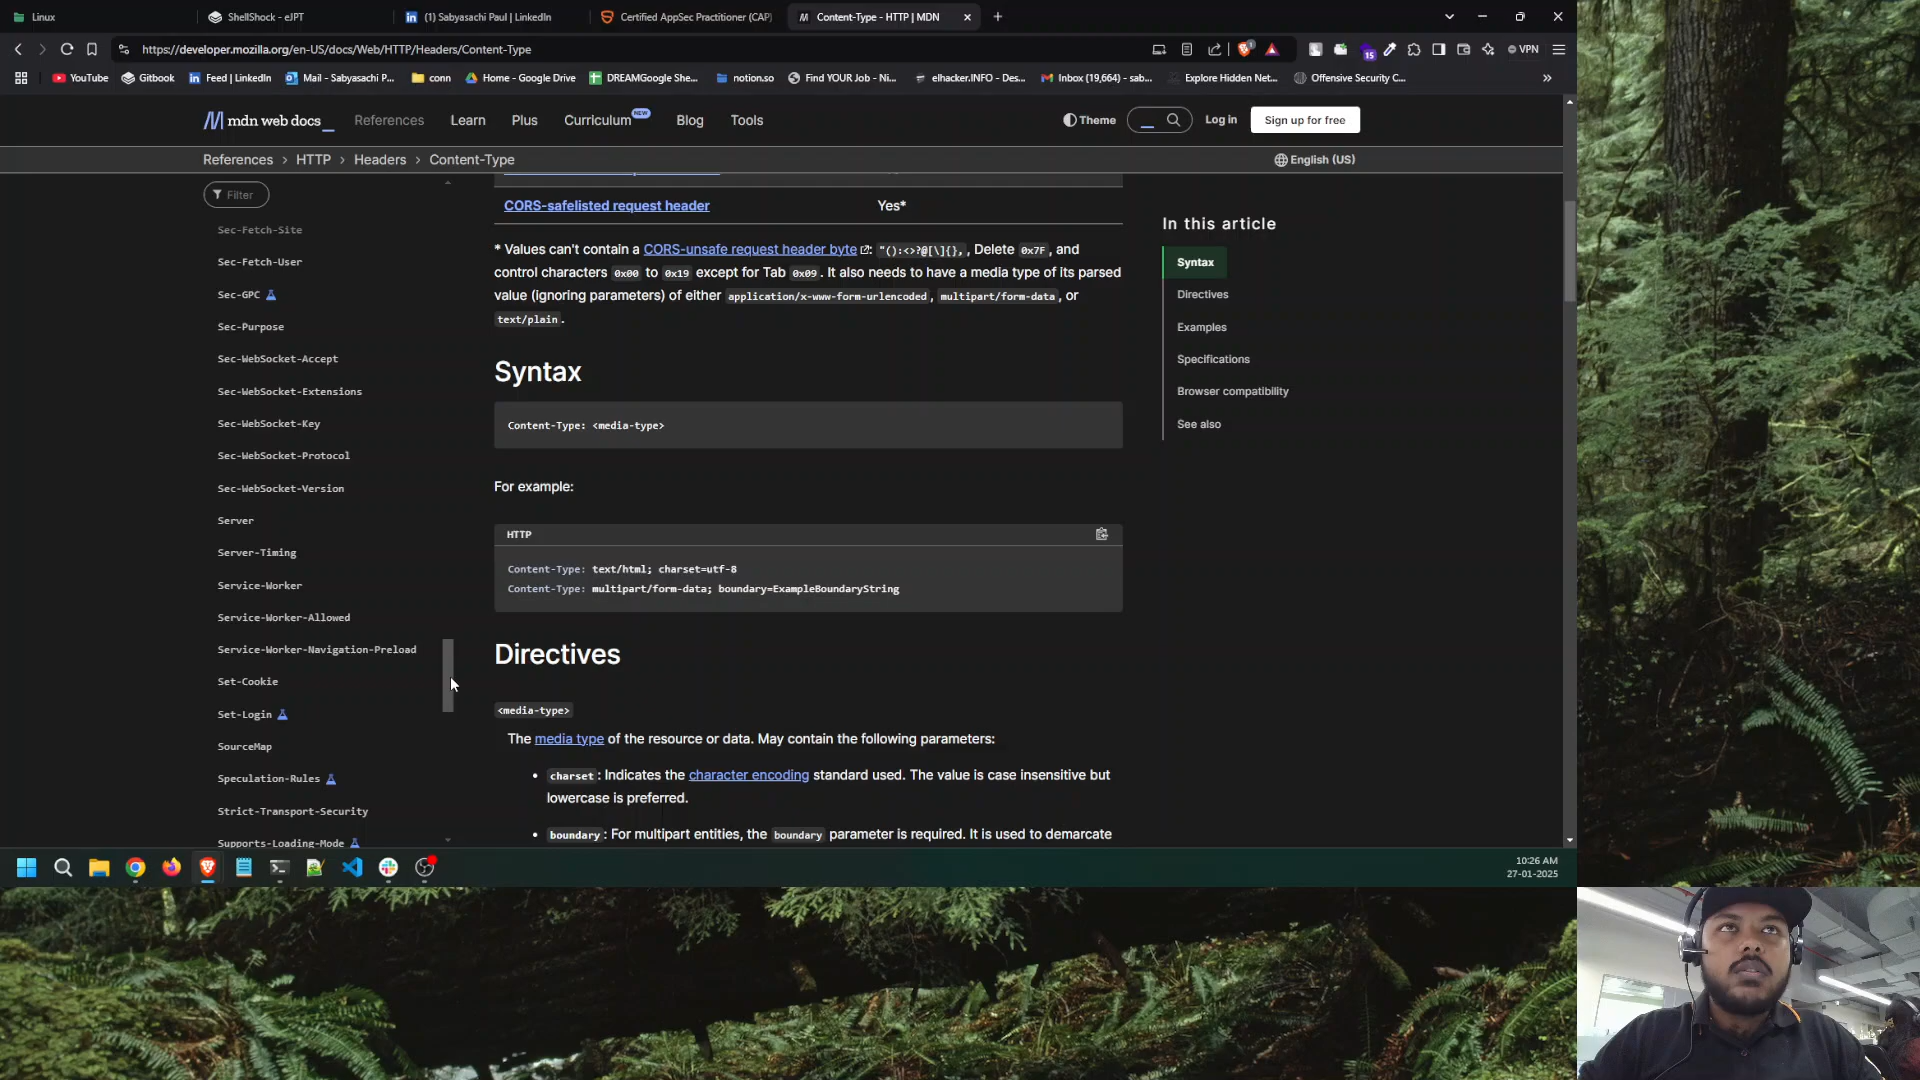 Linux
ShellShock - eJPT
(1) Sabyasachi Paul | LinkedIn
Certified AppSec Practitioner (CAP)
Content-Type - HTTP | MDN
https://developer.mozilla.org/en-US/docs/Web/HTTP/Headers/Content-Type
1
15
VPN
YouTube
Gitbook
Feed | LinkedIn
Mail - Sabyasachi P...
conn
Home - Google Drive
DREAMGoogle She...
notion.so
Find YOUR Job - Ni...
elhacker.INFO - Des...
Inbox (19,664) - sab...
Explore Hidden Net...
Offensive Security C...
mdn web docs_
References
Learn
Plus
Curriculum NEW
Blog
Tools
Theme
Log in
Sign up for free
References > HTTP > Headers > Content-Type
English (US)
Filter
Sec-Fetch-Site
Sec-Fetch-User
Sec-GPC
Sec-Purpose
Sec-WebSocket-Accept
Sec-WebSocket-Extensions
Sec-WebSocket-Key
Sec-WebSocket-Protocol
Sec-WebSocket-Version
Server
Server-Timing
Service-Worker
Service-Worker-Allowed
Service-Worker-Navigation-Preload
Set-Cookie
Set-Login
SourceMap
Speculation-Rules
Strict-Transport-Security
Supports-Loading-Mode
CORS-safelisted request header Yes*
* Values can't contain a CORS-unsafe request header byte: "():<>?@[\]{}, , Delete 0x7F, and
control characters 0x00 to 0x19 except for Tab 0x09. It also needs to have a media type of its parsed
value (ignoring parameters) of either application/x-www-form-urlencoded, multipart/form-data, or
text/plain.
Syntax
Content-Type: <media-type>
For example:
HTTP
Content-Type: text/html; charset=utf-8
Content-Type: multipart/form-data; boundary=ExampleBoundaryString
Directives
<media-type>
The media type of the resource or data. May contain the following parameters:
• charset: Indicates the character encoding standard used. The value is case insensitive but
lowercase is preferred.
• boundary: For multipart entities, the boundary parameter is required. It is used to demarcate
In this article
Syntax
Directives
Examples
Specifications
Browser compatibility
See also
10:26 AM
27-01-2025